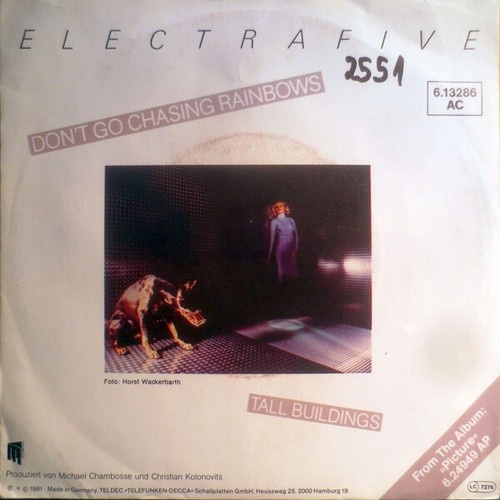 ELECTRAFIVE
2551
6.13286
AC
DON'T GO CHASING RAINBOWS
Foto: Horst Wackerbarth
TALL BUILDINGS
From The Album:
»Picture«
6.24949 AP
Produziert von Michael Chambosse und Christian Kolonovits
℗ + © 1981 · Made in Germany, TELDEC »TELEFUNKEN-DECCA« Schallplatten GmbH, Heussweg 25, 2000 Hamburg 19
LC 7276